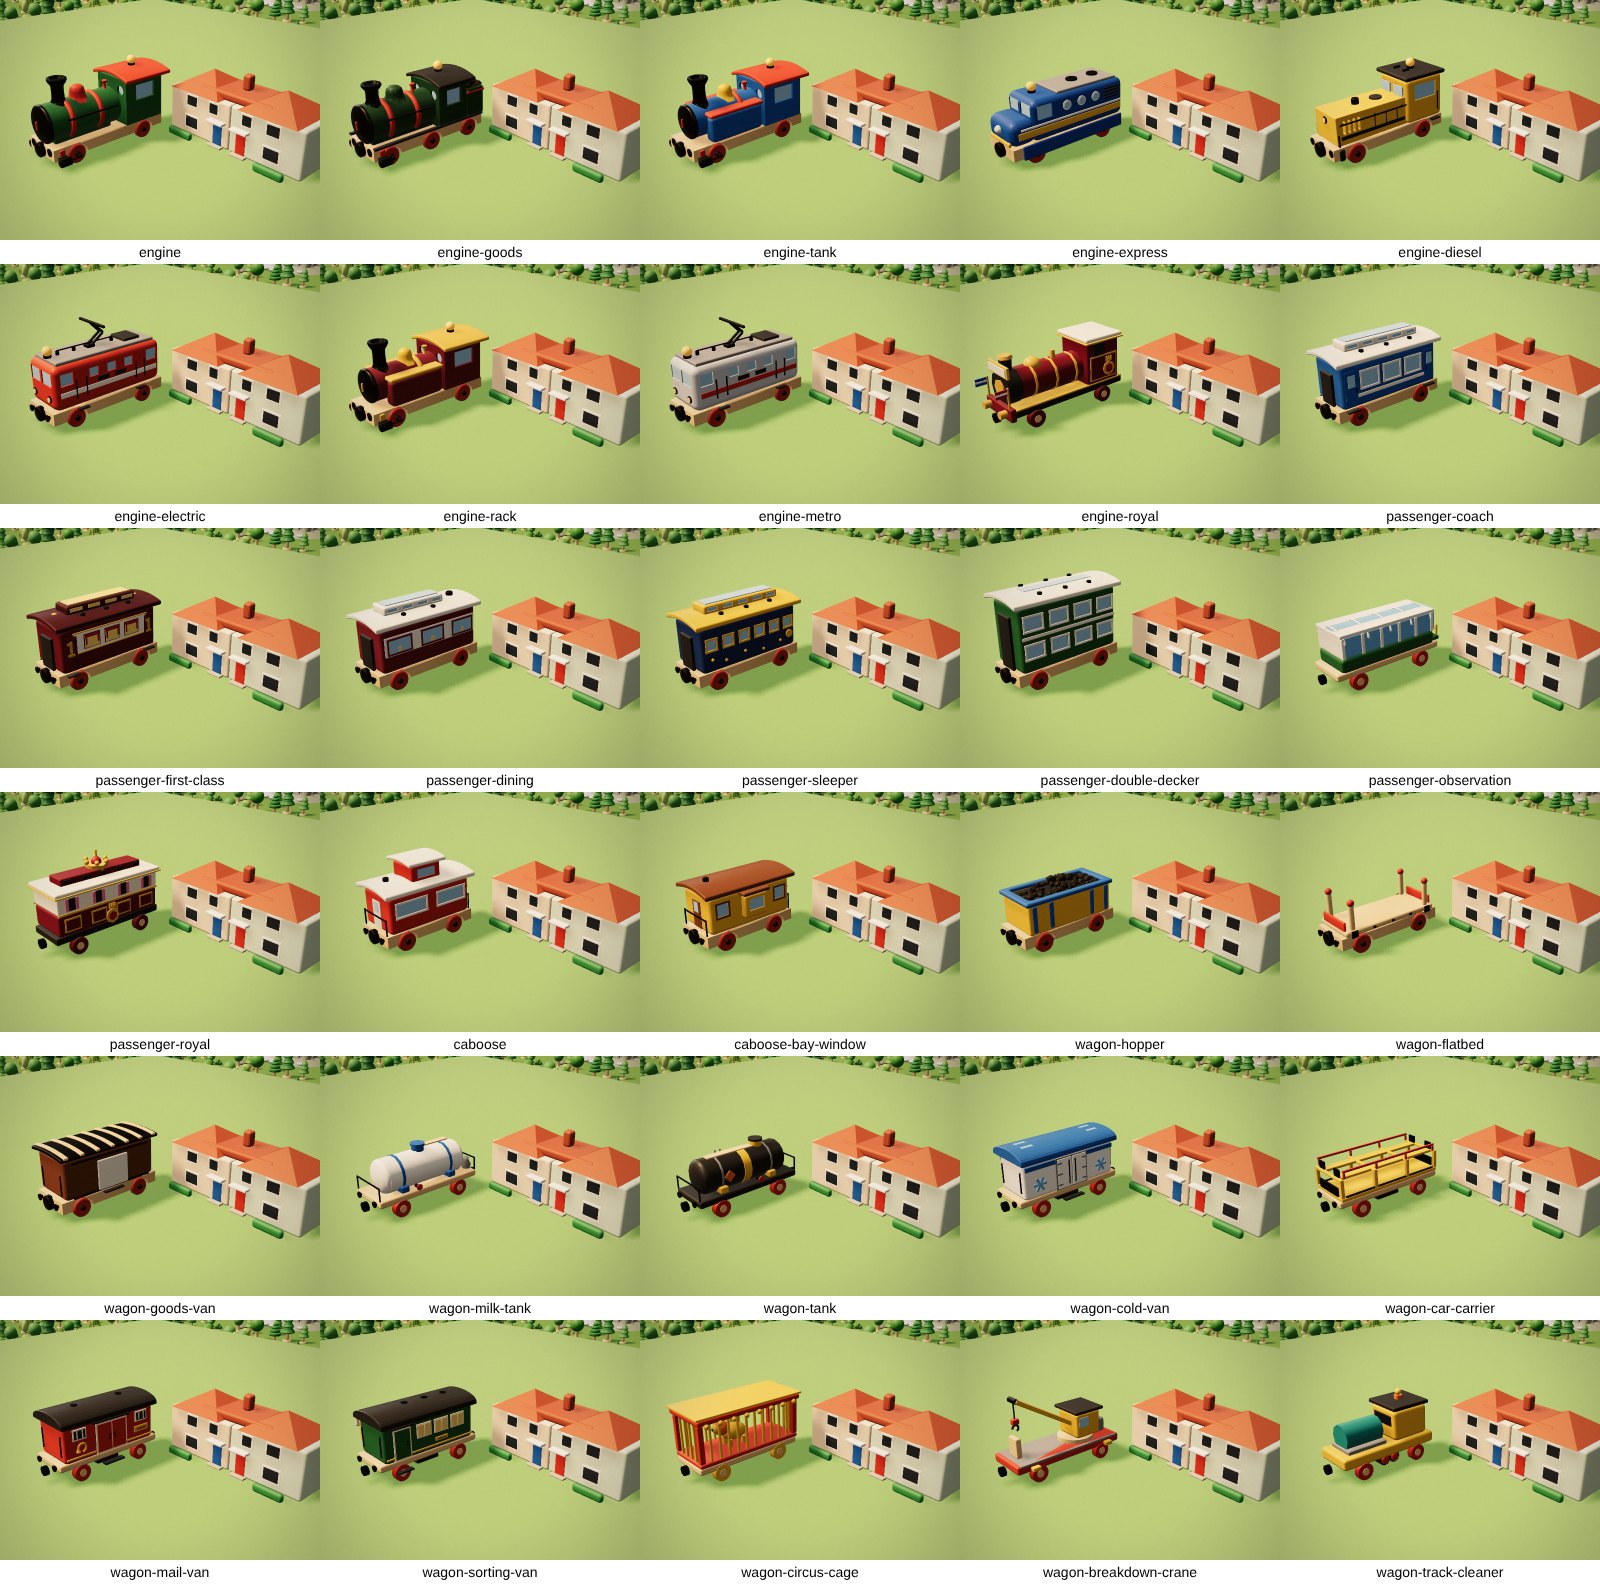 engine
engine-goods
engine-tank
engine-express
engine-diesel
engine-electric
engine-rack
engine-metro
engine-royal
passenger-coach
passenger-first-class
passenger-dining
passenger-sleeper
passenger-double-decker
passenger-observation
passenger-royal
caboose
caboose-bay-window
wagon-hopper
wagon-flatbed
wagon-goods-van
wagon-milk-tank
wagon-tank
wagon-cold-van
wagon-car-carrier
wagon-mail-van
wagon-sorting-van
wagon-circus-cage
wagon-breakdown-crane
wagon-track-cleaner